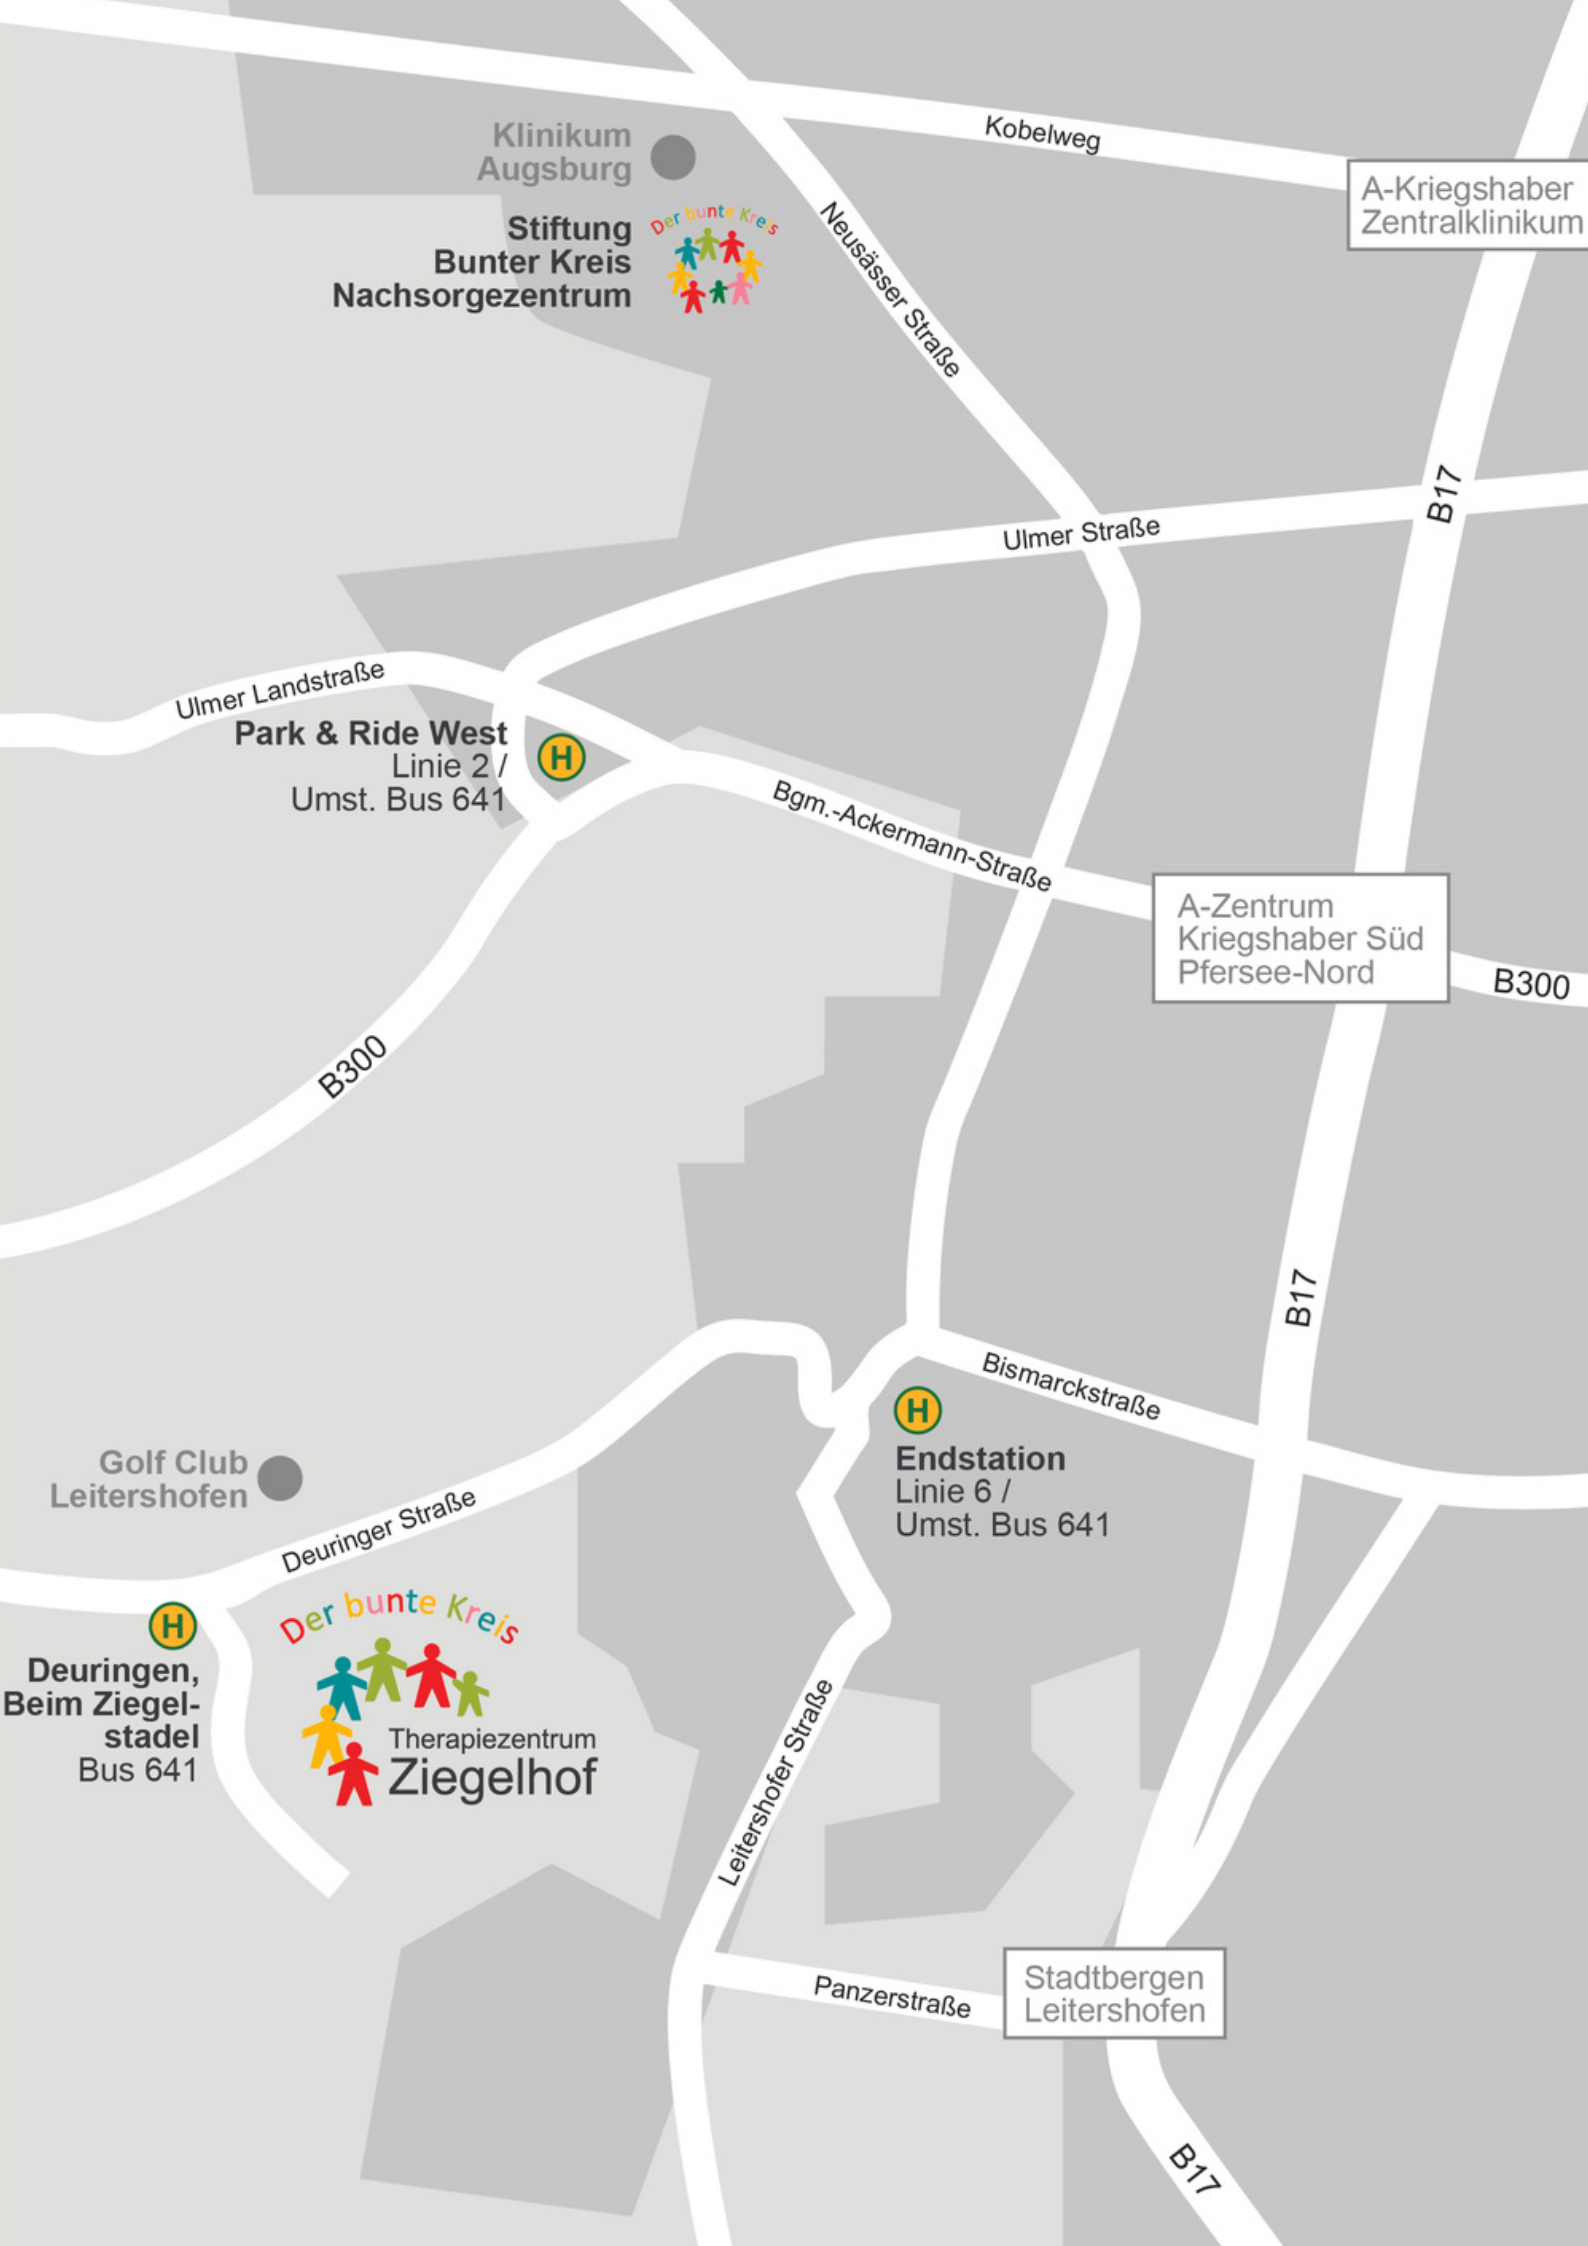 Kobelweg
Klinikum
Augsburg
A-Kriegshaber
Zentralklinikum
Stiftung
Bunter Kreis
Nachsorgezentrum
Der bunte Kreis
Neusässer Straße
B17
Ulmer Straße
Ulmer Landstraße
Park & Ride West
Linie 2 /
Umst. Bus 641
H
Bgm.-Ackermann-Straße
A-Zentrum
Kriegshaber Süd
Pfersee-Nord
B300
B300
B17
Bismarckstraße
H
Endstation
Linie 6 /
Umst. Bus 641
Golf Club
Leitershofen
Deuringer Straße
H
Deuringen,
Beim Ziegel-
stadel
Bus 641
Der bunte Kreis
Therapiezentrum
Ziegelhof
Leitershofer Straße
Panzerstraße
Stadtbergen
Leitershofen
B17